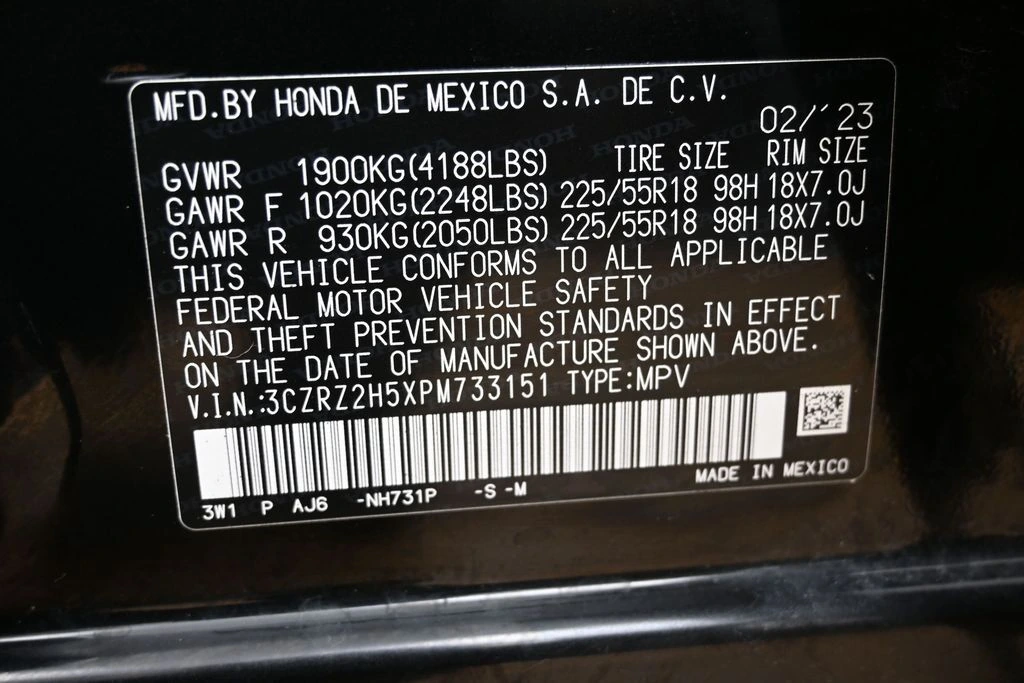 MFD.BY HONDA DE MEXICO S.A. DE C.V.
02/'23
GVWR 1900KG(4188LBS) TIRE SIZE RIM SIZE
GAWR F 1020KG(2248LBS) 225/55R18 98H 18X7.0J
GAWR R 930KG(2050LBS) 225/55R18 98H 18X7.0J
THIS VEHICLE CONFORMS TO ALL APPLICABLE
FEDERAL MOTOR VEHICLE SAFETY
AND THEFT PREVENTION STANDARDS IN EFFECT
ON THE DATE OF MANUFACTURE SHOWN ABOVE.
V.I.N.:3CZRZ2H5XPM733151 TYPE:MPV
MADE IN MEXICO
3W1 P AJ6 -NH731P -S -M